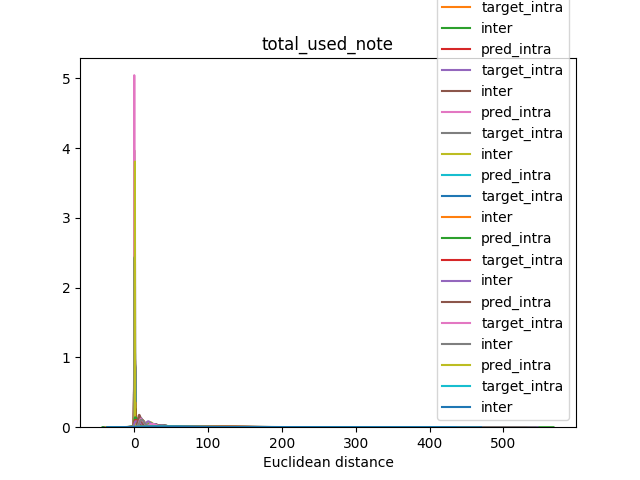 total_used_note
target_intra
inter
pred_intra
target_intra
inter
pred_intra
target_intra
inter
pred_intra
target_intra
inter
pred_intra
target_intra
inter
pred_intra
target_intra
inter
pred_intra
target_intra
inter
5
4
3
2
1
0
0
100
200
300
400
500
Euclidean distance